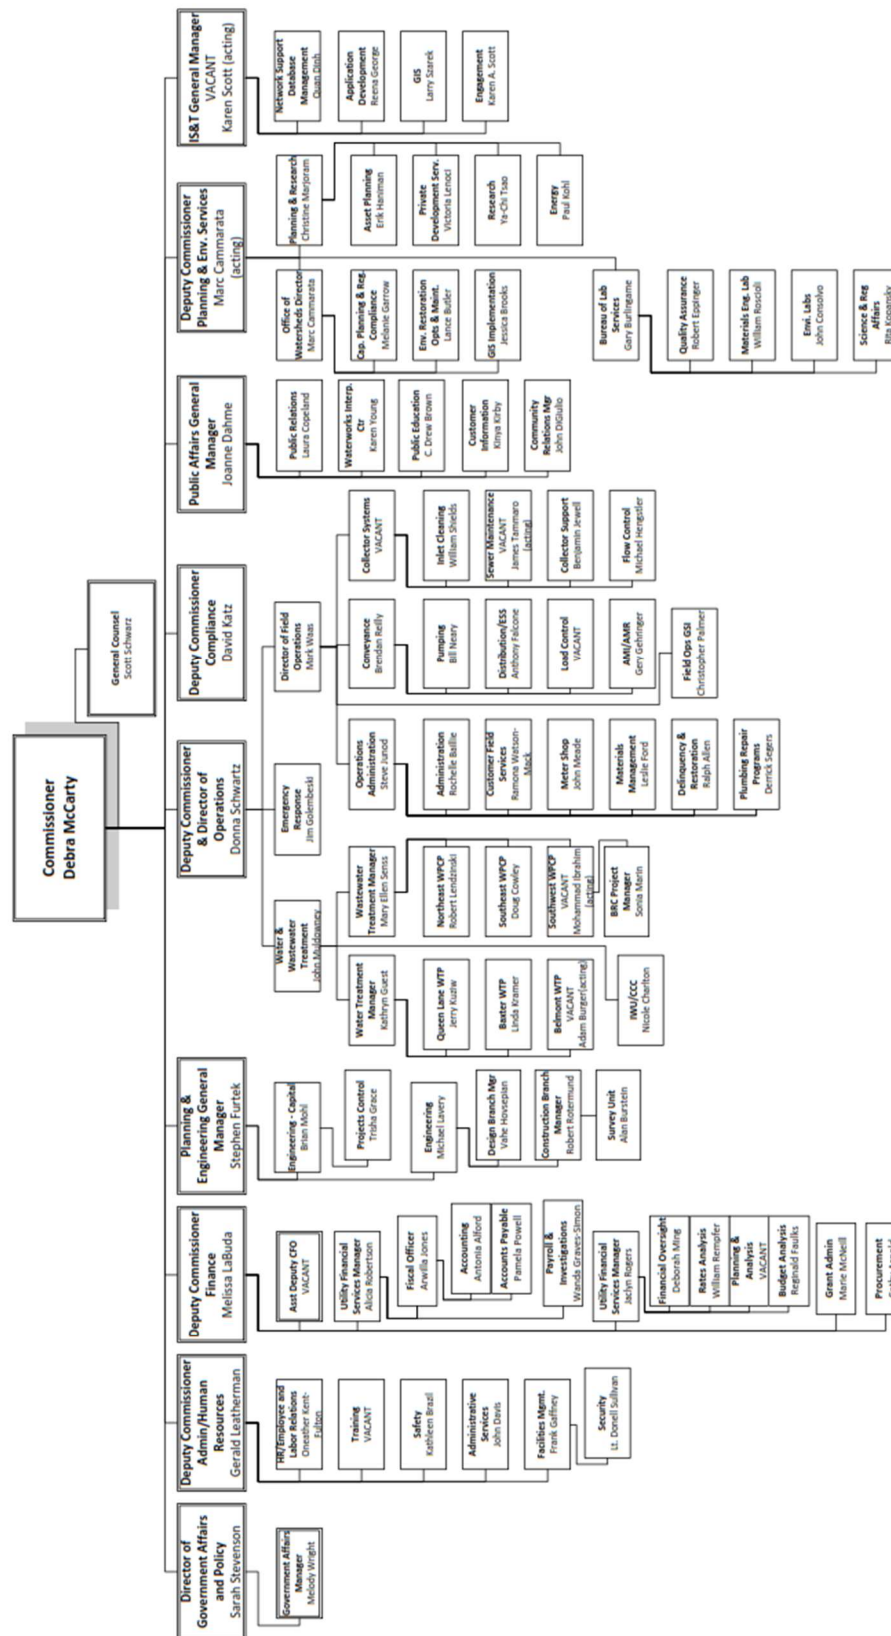 Commissioner
Debra McCarty
General Counsel
Scott Schwarz
Director of
Government Affairs
and Policy
Sarah Stevenson
Government Affairs
Manager
Melody Wright
Deputy Commissioner
Admin/Human
Resources
Gerald Leatherman
HR/Employee and
Labor Relations
Oneather Kent-
Fulton
Training
VACANT
Safety
Kathleen Brazil
Administrative
Services
John Davis
Facilities Mgmt.
Frank Gaffney
Security
Lt. Donell Sullivan
Deputy Commissioner
Finance
Melissa LaBuda
Asst Deputy CFO
VACANT
Utility Financial
Services Manager
Alicia Robertson
Fiscal Officer
Arwilla Jones
Accounting
Antonia Alford
Accounts Payable
Pamela Powell
Payroll &
Investigations
Wanda Graves-Simon
Utility Financial
Services Manager
Jaclyn Rogers
Financial Oversight
Deborah Ming
Rates Analysis
William Rempfer
Planning &
Analysis
VACANT
Budget Analysis
Reginald Faulks
Grant Admin
Marie McNeill
Procurement
Planning &
Engineering General
Manager
Stephen Furtek
Engineering - Capital
Brian Mohl
Projects Control
Trisha Grace
Engineering
Michael Lavery
Design Branch Mgr
Vahe Hovsepian
Construction Branch
Manager
Robert Rotermund
Survey Unit
Alan Burstein
Deputy Commissioner
& Director of
Operations
Donna Schwartz
Water &
Wastewater
Treatment
John Muldowney
Water Treatment
Manager
Kathryn Guest
Queen Lane WTP
Jerry Kuziw
Baxter WTP
Linda Kramer
Belmont WTP
VACANT
Adam Burger(acting)
IWU/CCC
Nicole Charlton
Wastewater
Treatment Manager
Mary Ellen Senss
Northeast WPCP
Robert Lendzinski
Southeast WPCP
Doug Cowley
Southwest WPCP
VACANT
Mohammad Ibrahim
(acting)
BRC Project
Manager
Sonia Marin
Emergency
Response
Jim Golembeski
Director of Field
Operations
Mark Waas
Operations
Administration
Steve Junod
Administration
Rochelle Baillie
Customer Field
Services
Ramona Watson-
Mack
Meter Shop
John Meade
Materials
Management
Leslie Ford
Delinquency &
Restoration
Ralph Allen
Plumbing Repair
Programs
Derrick Segers
Conveyance
Brendan Reilly
Pumping
Bill Neary
Distribution/ESS
Anthony Falcone
Load Control
VACANT
AMI/AMR
Gery Gehringer
Field Ops GSI
Christopher Palmer
Collector Systems
VACANT
Inlet Cleaning
William Shields
Sewer Maintenance
VACANT
James Tammaro
(acting)
Collector Support
Benjamin Jewell
Flow Control
Michael Hengstler
Deputy Commissioner
Compliance
David Katz
Public Affairs General
Manager
Joanne Dahme
Public Relations
Laura Copeland
Waterworks Interp.
Ctr
Karen Young
Public Education
C. Drew Brown
Customer
Information
Kinya Kirby
Community
Relations Mgr
John DiGiulio
Deputy Commissioner
Planning & Env. Services
Marc Cammarata
(acting)
Office of
Watersheds Director
Marc Cammarata
Cap. Planning & Reg.
Compliance
Melanie Garrow
Env. Restoration
Opts & Maint.
Lance Butler
GIS Implementation
Jessica Brooks
Planning & Research
Christine Marjoram
Asset Planning
Erik Haniman
Private
Development Serv.
Victoria Lenoci
Research
Ya-Chi Tsao
Energy
Paul Kohl
Bureau of Lab
Services
Gary Burlingame
Quality Assurance
Robert Eppinger
Materials Eng. Lab
William Roscioli
Envi. Labs
John Consolvo
Science & Reg
Affairs
Rita Kopansky
IS&T General Manager
VACANT
Karen Scott (acting)
Network Support
Database
Management
Quan Dinh
Application
Development
Reena George
GIS
Larry Szarek
Engagement
Karen A. Scott